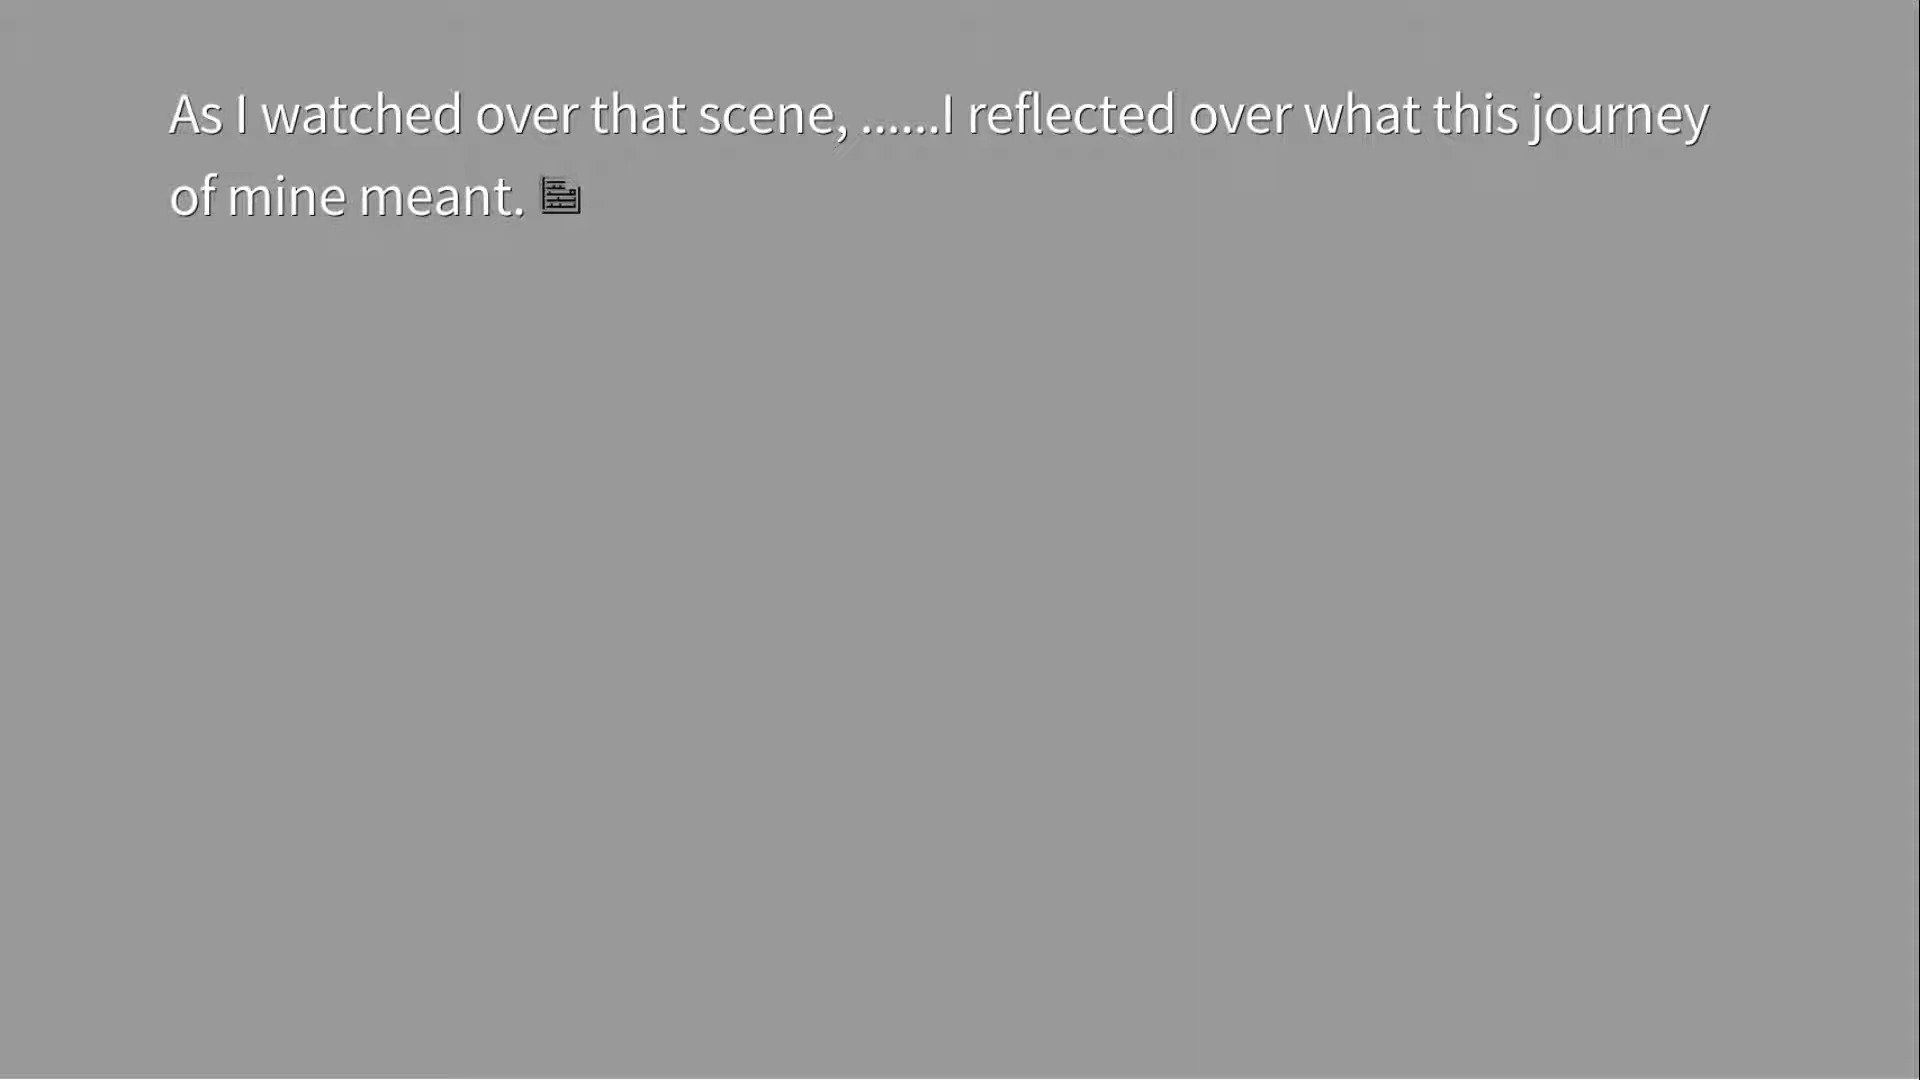 As I watched over that scene, ......I reflected over what this journey
of mine meant.